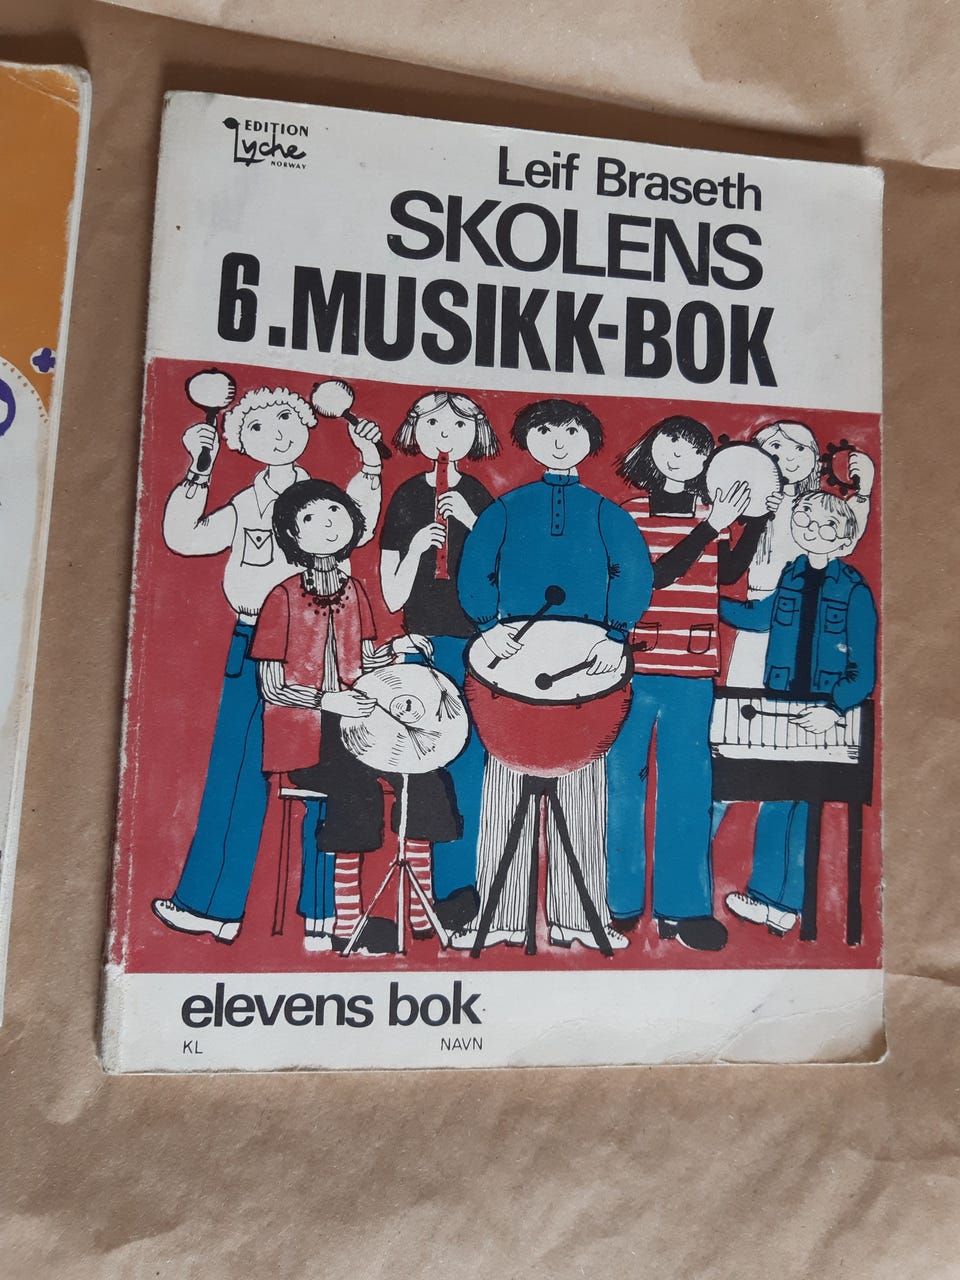 EDITION
Lyche
NORWAY
Leif Braseth
SKOLENS
6. MUSIKK-BOK
elevens bok
KL NAVN